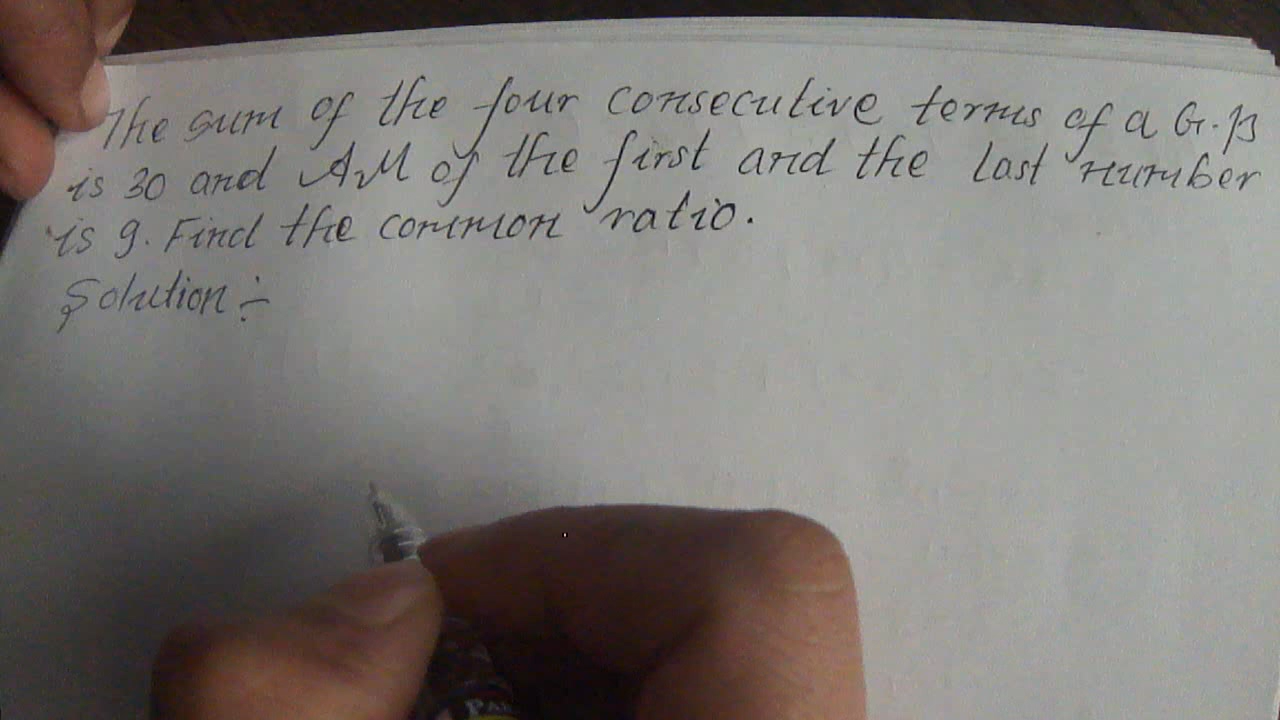 The sum of the four consecutive terms of a G.P
is 30 and AM of the first and the last number
is 9. Find the common ratio.
Solution :-